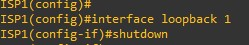 ISP1(config)#
ISP1(config)#interface loopback 1
ISP1(config-if)#shutdown